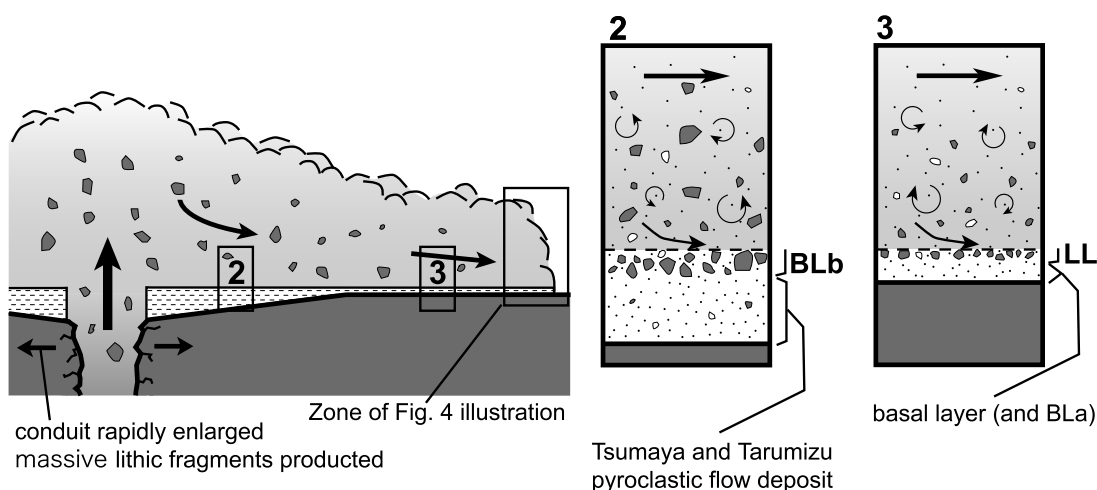 2
3
2
3
BLb
LL
Zone of Fig. 4 illustration
conduit rapidly enlarged
massive lithic fragments producted
basal layer (and BLa)
Tsumaya and Tarumizu
pyroclastic flow deposit